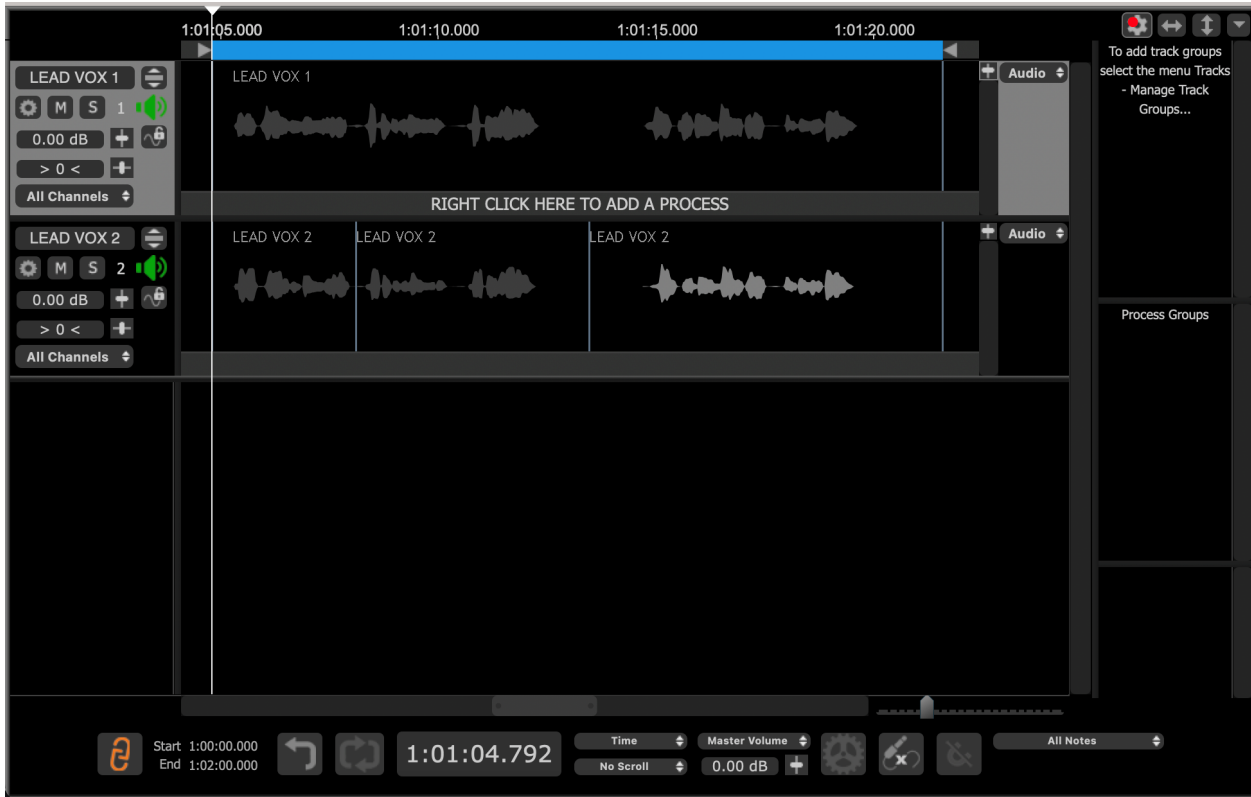 1:01:05.000 1:01:10.000 1:01:15.000 1:01:20.000
To add track groups
select the menu Tracks
- Manage Track
Groups...
LEAD VOX 1
M S 1
0.00 dB
> 0 <
All Channels
LEAD VOX 1
Audio
RIGHT CLICK HERE TO ADD A PROCESS
LEAD VOX 2
M S 2
0.00 dB
> 0 <
All Channels
LEAD VOX 2 LEAD VOX 2 LEAD VOX 2
Audio
Process Groups
Start 1:00:00.000
End 1:02:00.000
1:01:04.792
Time
No Scroll
Master Volume
0.00 dB
x
All Notes